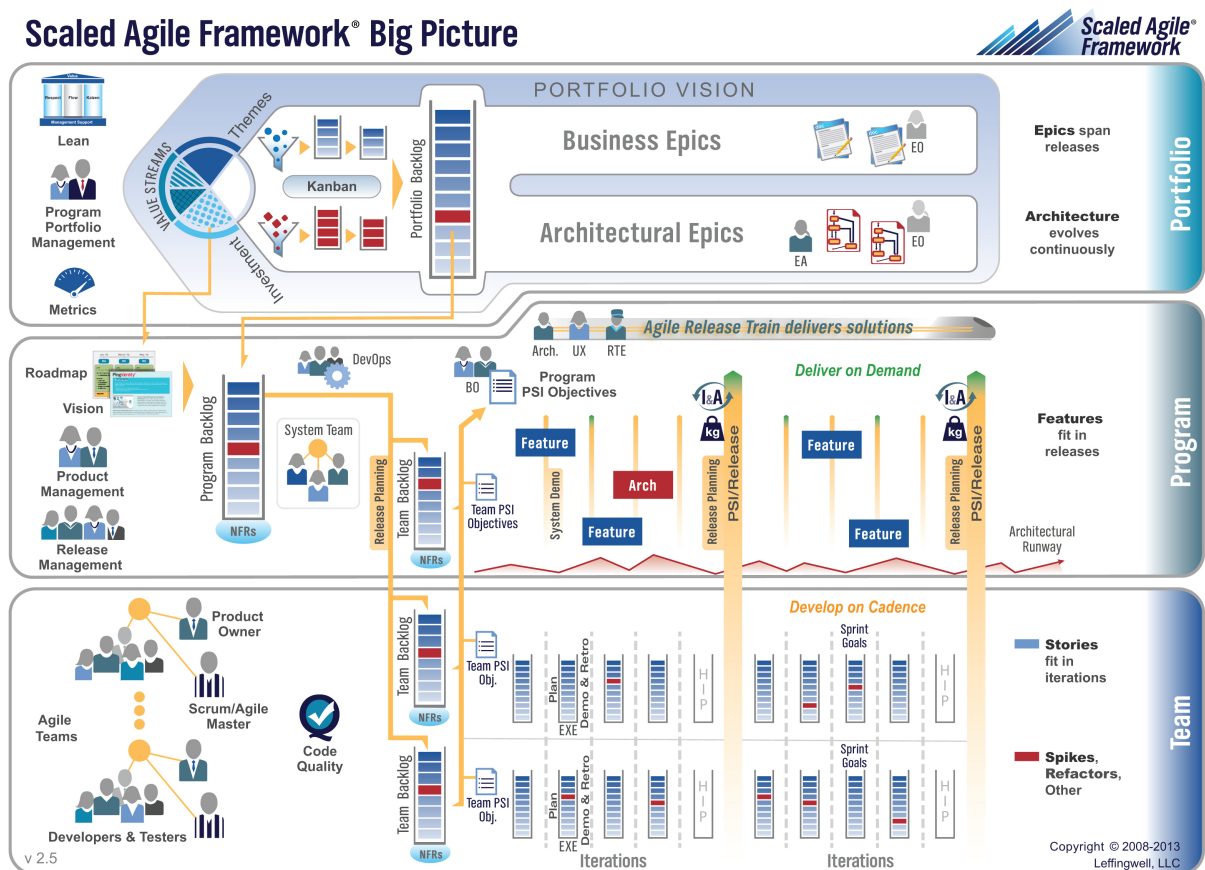 Scaled Agile Framework® Big Picture
Scaled Agile®
Framework
Value
Respect
Flow
Kaizen
Management Support
Lean
Program
Portfolio
Management
Metrics
VALUE STREAMS
Themes
Investment
Kanban
Portfolio Backlog
PORTFOLIO VISION
Business Epics
EO
Architectural Epics
EA
EO
Epics span
releases
Architecture
evolves
continuously
Portfolio
Roadmap
Vision
Product
Management
Release
Management
Program Backlog
NFRs
DevOps
System Team
Release Planning
Team Backlog
NFRs
BO
Program
PSI Objectives
Team PSI
Objectives
Arch.
UX
RTE
Agile Release Train delivers solutions
Deliver on Demand
Feature
System Demo
Feature
Arch
I&A
kg
Release Planning
PSI/Release
Feature
Feature
I&A
kg
Release Planning
PSI/Release
Architectural
Runway
Features
fit in
releases
Program
Product
Owner
Scrum/Agile
Master
Agile
Teams
Developers & Testers
Code
Quality
v 2.5
Team Backlog
NFRs
Team PSI
Obj.
Plan
EXE
Demo & Retro
HIP
Develop on Cadence
Sprint
Goals
HIP
Team Backlog
NFRs
Team PSI
Obj.
Plan
EXE
Demo & Retro
HIP
Sprint
Goals
HIP
Iterations
Iterations
Stories
fit in
iterations
Spikes,
Refactors,
Other
Team
Copyright © 2008-2013
Leffingwell, LLC